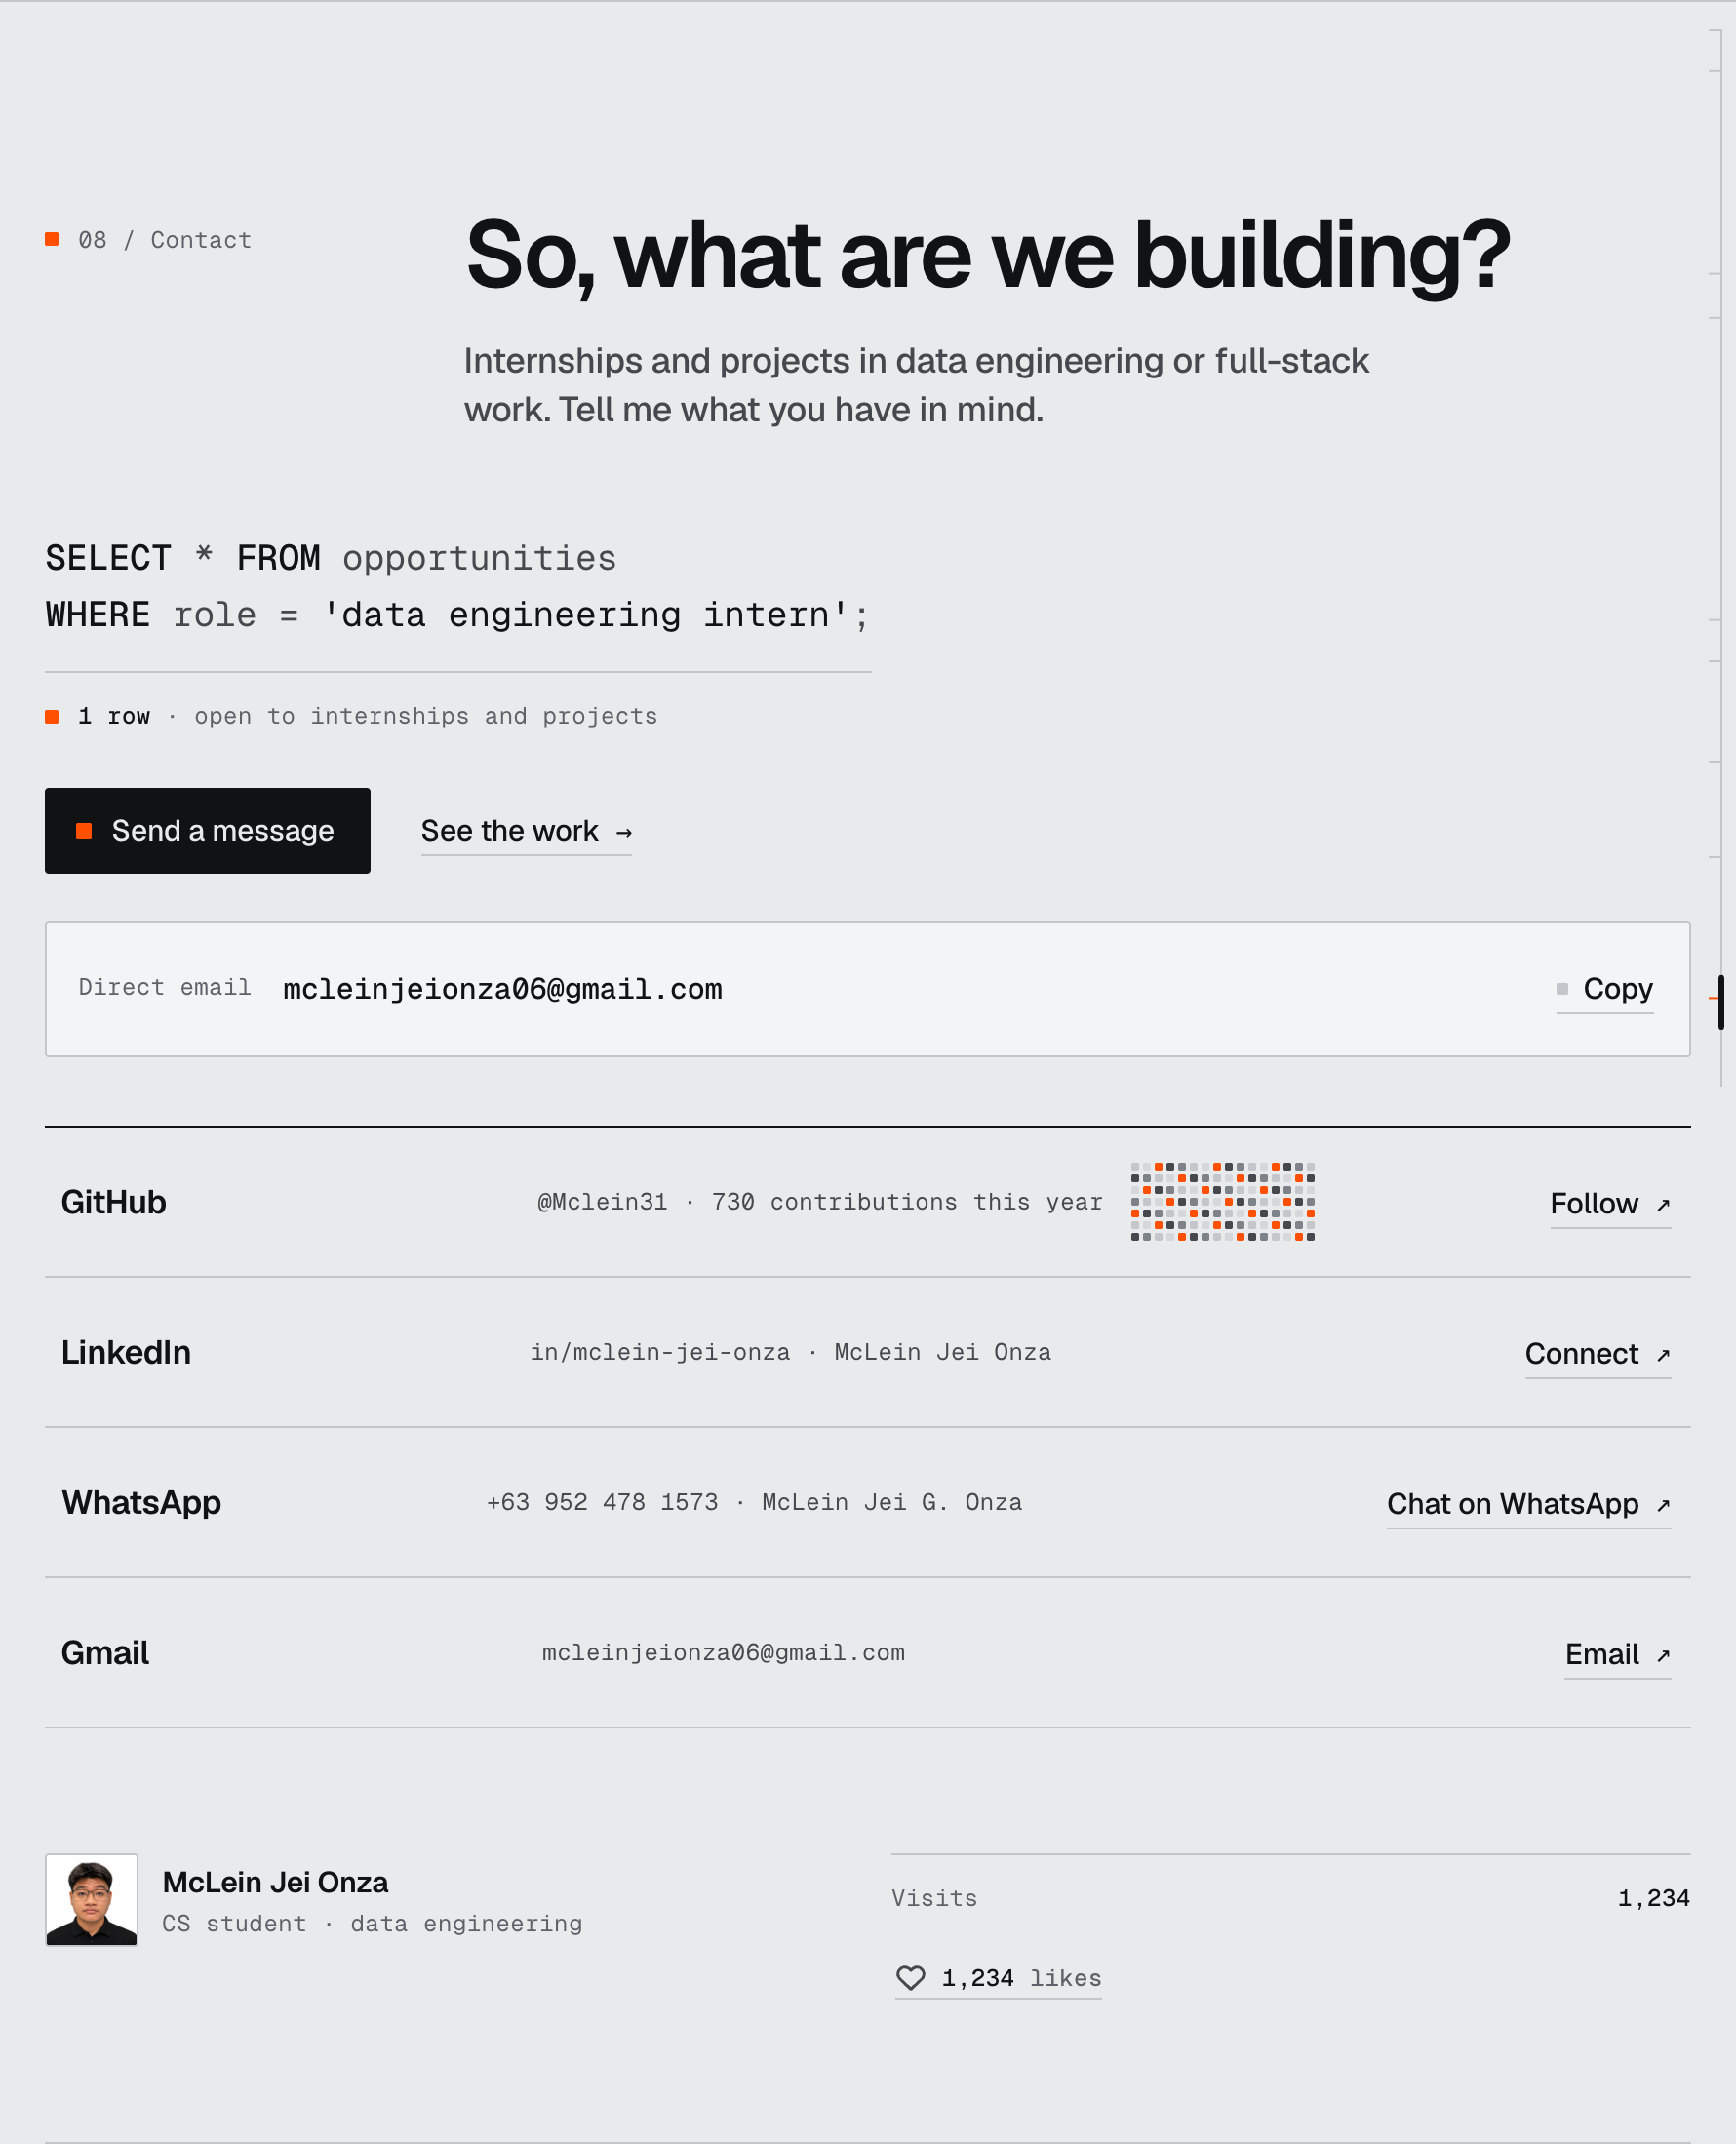 08 / Contact
So, what are we building?
Internships and projects in data engineering or full-stack
work. Tell me what you have in mind.
SELECT * FROM opportunities
WHERE role = 'data engineering intern';
1 row · open to internships and projects
Send a message
See the work →
Direct email mcleinjeionza06@gmail.com
Copy
GitHub
@Mclein31 · 730 contributions this year
Follow ↗
LinkedIn
in/mclein-jei-onza · McLein Jei Onza
Connect ↗
WhatsApp
+63 952 478 1573 · McLein Jei G. Onza
Chat on WhatsApp ↗
Gmail
mcleinjeionza06@gmail.com
Email ↗
McLein Jei Onza
CS student · data engineering
Visits 1,234
1,234 likes